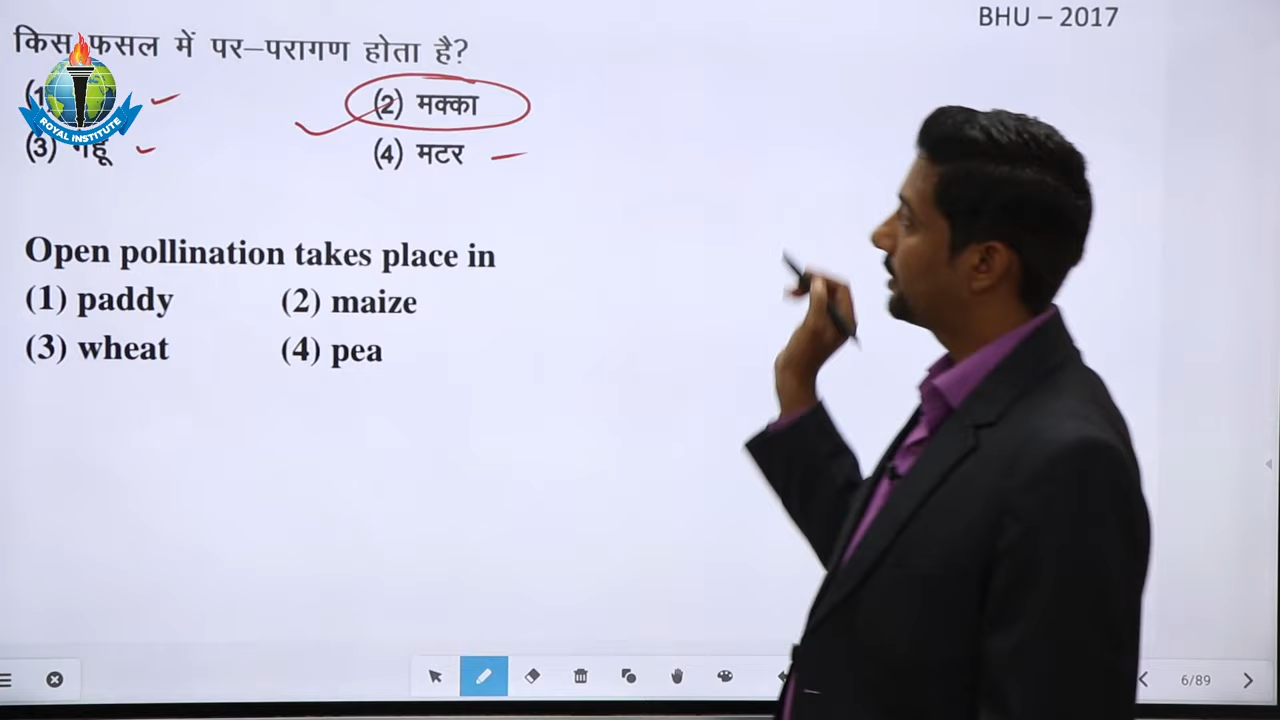 BHU – 2017
किस फसल में पर–परागण होता है?
(2) मक्का
(3) गेहूँ
(4) मटर
ROYAL INSTITUTE
Open pollination takes place in
(1) paddy (2) maize
(3) wheat (4) pea
6/89